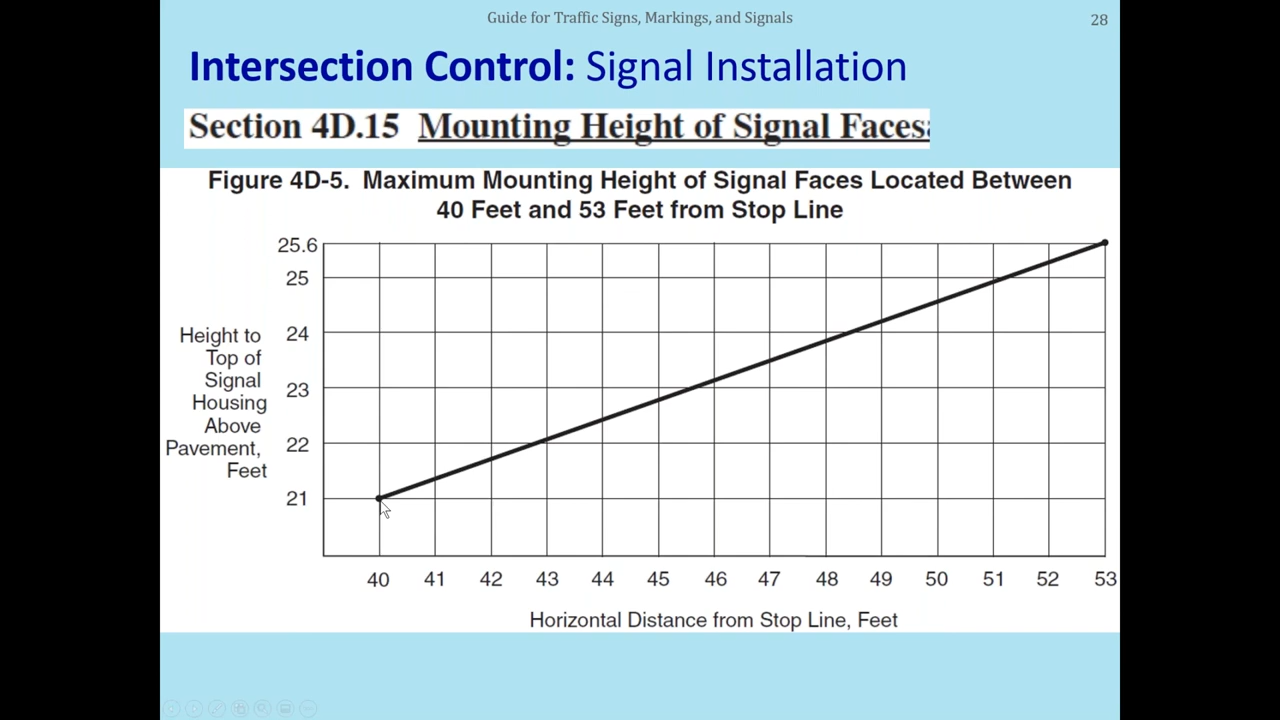 Guide for Traffic Signs, Markings, and Signals
28
Intersection Control: Signal Installation
Section 4D.15 Mounting Height of Signal Faces
Figure 4D-5. Maximum Mounting Height of Signal Faces Located Between
40 Feet and 53 Feet from Stop Line
25.6
25
24
23
22
21
Height to
Top of
Signal
Housing
Above
Pavement,
Feet
40 41 42 43 44 45 46 47 48 49 50 51 52 53
Horizontal Distance from Stop Line, Feet